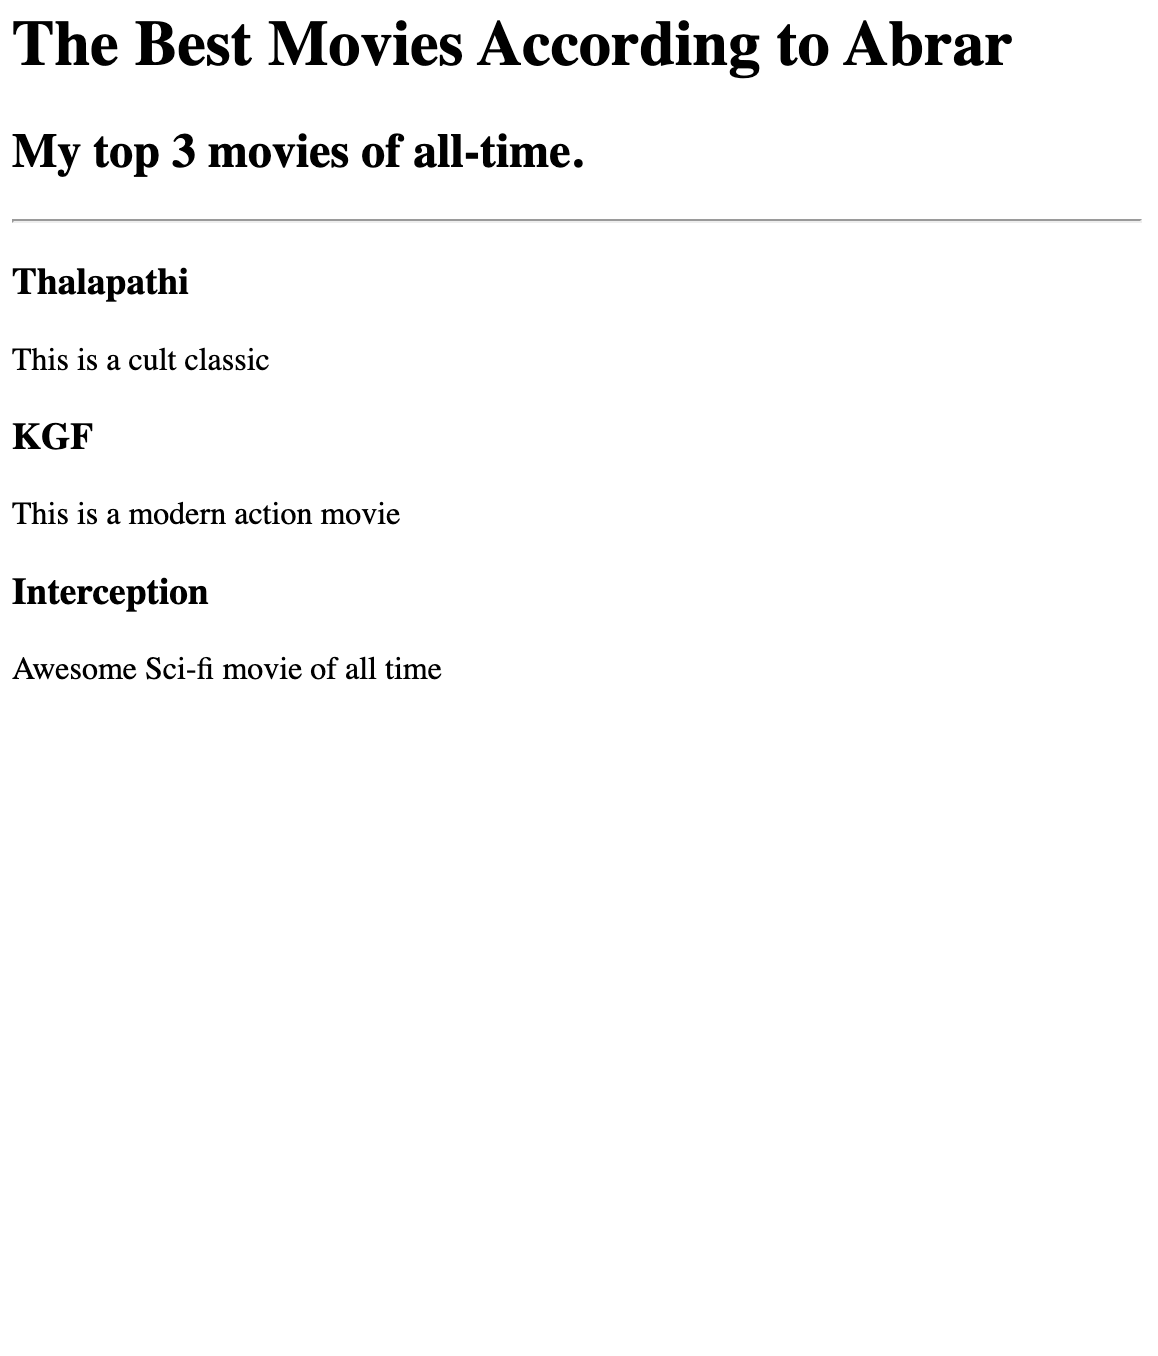 The Best Movies According to Abrar
My top 3 movies of all-time.
Thalapathi
This is a cult classic
KGF
This is a modern action movie
Interception
Awesome Sci-fi movie of all time